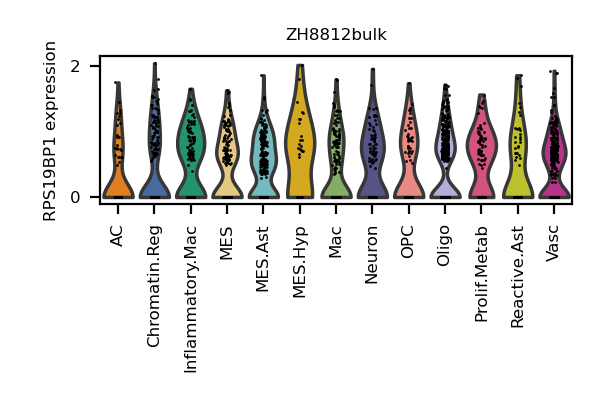 ZH8812bulk
RPS19BP1 expression
2
0
AC
Chromatin.Reg
Inflammatory.Mac
MES
MES.Ast
MES.Hyp
Mac
Neuron
OPC
Oligo
Prolif.Metab
Reactive.Ast
Vasc